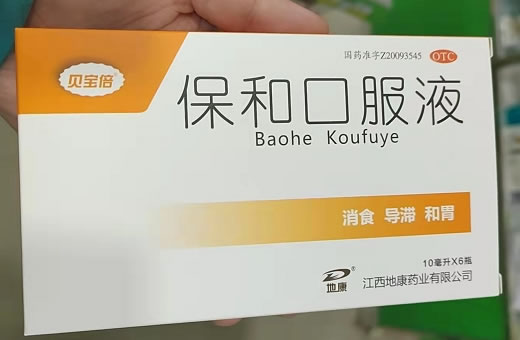 国药准字Z20093545 OTC
贝宝倍®
保和口服液
Baohe Koufuye
消食 导滞 和胃
10毫升X6瓶
地康®
江西地康药业有限公司